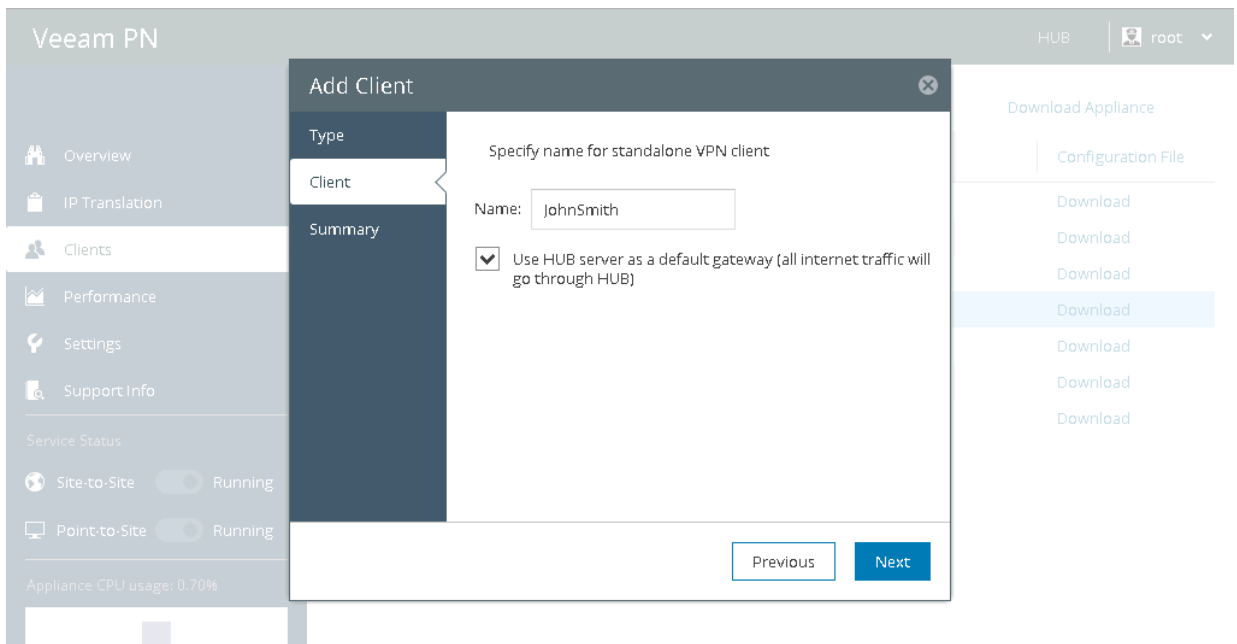 Veeam PN
HUB
root
Add Client
Download Appliance
Type
Specify name for standalone VPN client
Overview
Configuration File
Client
IP Translation
Name: JohnSmith
Download
Summary
Download
Clients
Use HUB server as a default gateway (all internet traffic will
go through HUB)
Download
Performance
Download
Settings
Download
Support Info
Download
Download
Service Status
Site-to-Site Running
Point-to-Site Running
Previous
Next
Appliance CPU usage: 0.70%